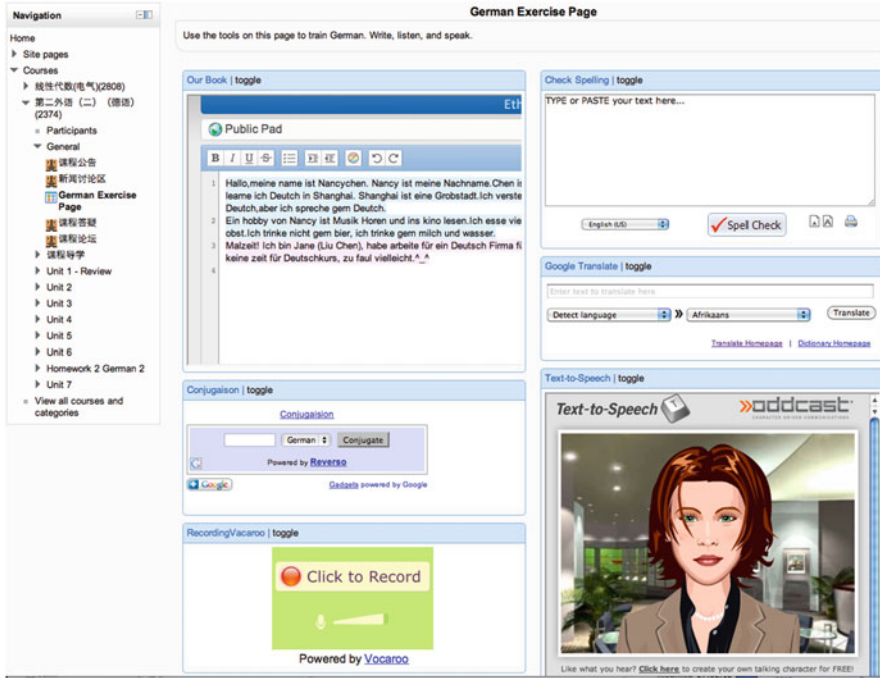 German Exercise Page
Use the tools on this page to train German. Write, listen, and speak.
Navigation
Home
Site pages
Courses
线性代数(电气)(2808)
第二外语（二）（德语）
(2374)
Participants
General
课程公告
新闻讨论区
German Exercise
Page
课程答疑
课程论坛
课程导学
Unit 1 - Review
Unit 2
Unit 3
Unit 4
Unit 5
Unit 6
Homework 2 German 2
Unit 7
View all courses and
categories
Our Book | toggle
Eth
Public Pad
B I U S
1 Hallo,meine name ist Nancychen. Nancy ist meine Nachname.Chen is
learne ich Deutch in Shanghai. Shanghai ist eine Grobstadt.Ich verste
Deutch,aber ich spreche gern Deutch.
2 Ein hobby von Nancy ist Musik Horen und ins kino lesen.Ich esse vie
obst.Ich trinke nicht gern bier, ich trinke gern milch und wasser.
3 Malzeit! Ich bin Jane (Liu Chen), habe arbeite für ein Deutsch Firma fü
keine zeit für Deutschkurs, zu faul vielleicht.^_^
4
Conjugaison | toggle
Conjugaision
German Conjugate
Powered by Reverso
Google
Gadgets powered by Google
RecordingVacaroo | toggle
Click to Record
Powered by Vocaroo
Check Spelling | toggle
TYPE or PASTE your text here...
English (US) Spell Check
Google Translate | toggle
Enter text to translate here
Detect language » Afrikaans Translate
Translate Homepage | Dictionary Homepage
Text-to-Speech | toggle
Text-to-Speech T oddcast
CHARACTER DRIVEN COMMUNICATIONS
Like what you hear? Click here to create your own talking character for FREE!